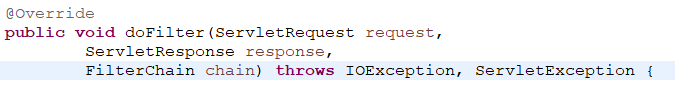 @Override
public void doFilter(ServletRequest request,
        ServletResponse response,
        FilterChain chain) throws IOException, ServletException {